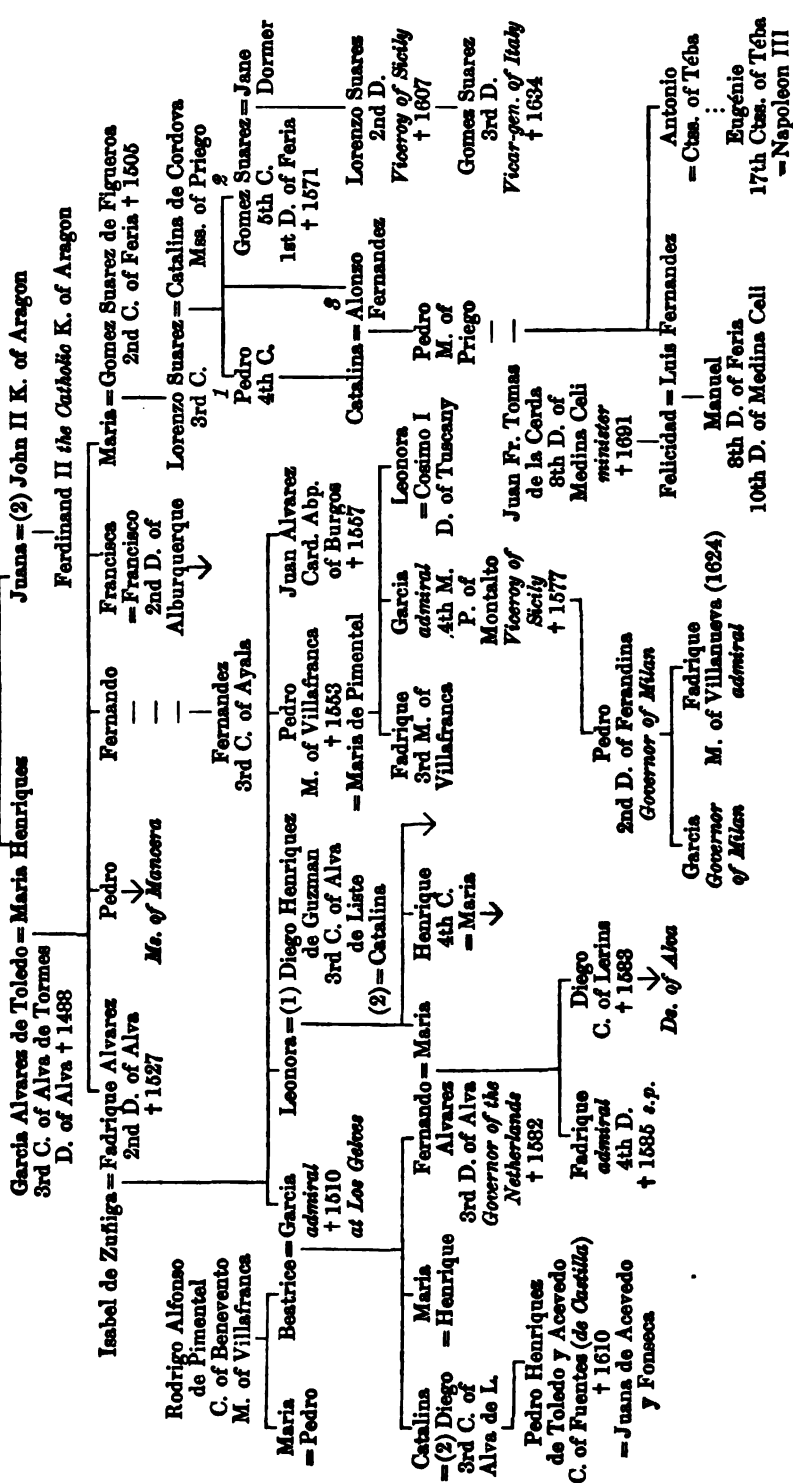 Garcia Alvarez de Toledo = Maria Henriques
3rd C. of Alva de Tormes
D. of Alva † 1488
Juana = (2) John II K. of Aragon
Ferdinand II the Catholic K. of Aragon
Isabel de Zuñiga = Fadrique Alvarez
2nd D. of Alva
† 1527
Pedro
Ms. of Mancera
Fernando
Fernandez
3rd C. of Ayala
Francisca
= Francisco
2nd D. of
Alburquerque
Maria = Gomez Suarez de Figueroa
2nd C. of Feria † 1505
Lorenzo Suarez = Catalina de Cordova
3rd C.
Mss. of Priego
1
2
3
Pedro
4th C.
Gomez Suarez = Jane
5th C.
Dormer
1st D. of Feria
† 1571
Catalina = Alonso
Fernandez
Lorenzo Suares
2nd D.
Viceroy of Sicily
† 1607
Gomes Suarez
3rd D.
Vicar-gen. of Italy
† 1634
Pedro
M. of
Priego
Rodrigo Alfonso
de Pimentel
C. of Benevento
M. of Villafranca
Maria
= Pedro
Beatrice = Garcia
admiral
† 1510
at Los Gelves
Leonora = (1) Diego Henriquez
de Guzman
3rd C. of Alva
de Liste
(2) = Catalina
Pedro
M. of Villafranca
† 1553
= Maria de Pimentel
Juan Alvarez
Card. Abp.
of Burgos
† 1557
Catalina
= (2) Diego
3rd C. of
Alva de L.
Maria
= Henrique
Fernando = Maria
Alvarez
3rd D. of Alva
Governor of the
Netherlands
† 1582
Henrique
4th C.
= Maria
Fadrique
3rd M. of
Villafranca
Garcia
admiral
4th M.
P. of
Montalto
Viceroy of
Sicily
† 1577
Leonora
= Cosimo I
D. of Tuscany
Juan Fr. Tomas
de la Cerda
8th D. of
Medina Celi
minister
† 1691
Felicidad = Luis Fernandez
Manuel
8th D. of Feria
10th D. of Medina Celi
Antonio
= Ctss. of Téba
Eugénie
17th Ctss. of Téba
= Napoleon III
Pedro Henriquez
de Toledo y Acevedo
C. of Fuentes (de Castilla)
† 1610
= Juana de Acevedo
y Fonseca
Fadrique
admiral
4th D.
† 1585 s.p.
Diego
C. of Lerins
† 1583
Ds. of Alva
Pedro
2nd D. of Ferandina
Governor of Milan
Garcia
Governor
of Milan
Fadrique
M. of Villanueva (1624)
admiral